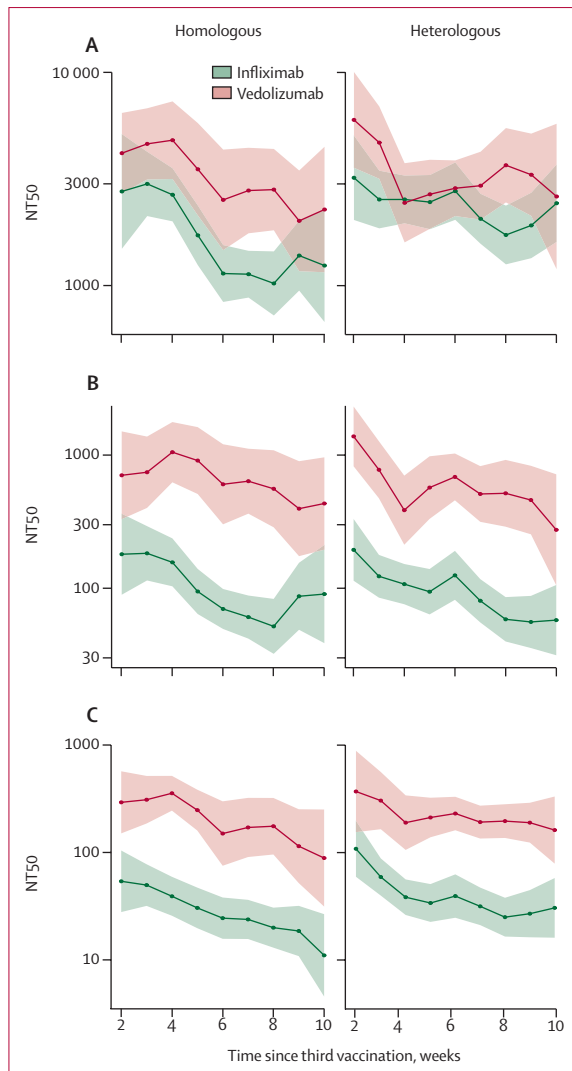 Homologous
Heterologous
A
Infliximab
Vedolizumab
10 000
3000
1000
NT50
B
1000
300
100
30
NT50
C
1000
100
10
NT50
2 4 6 8 10
2 4 6 8 10
Time since third vaccination, weeks